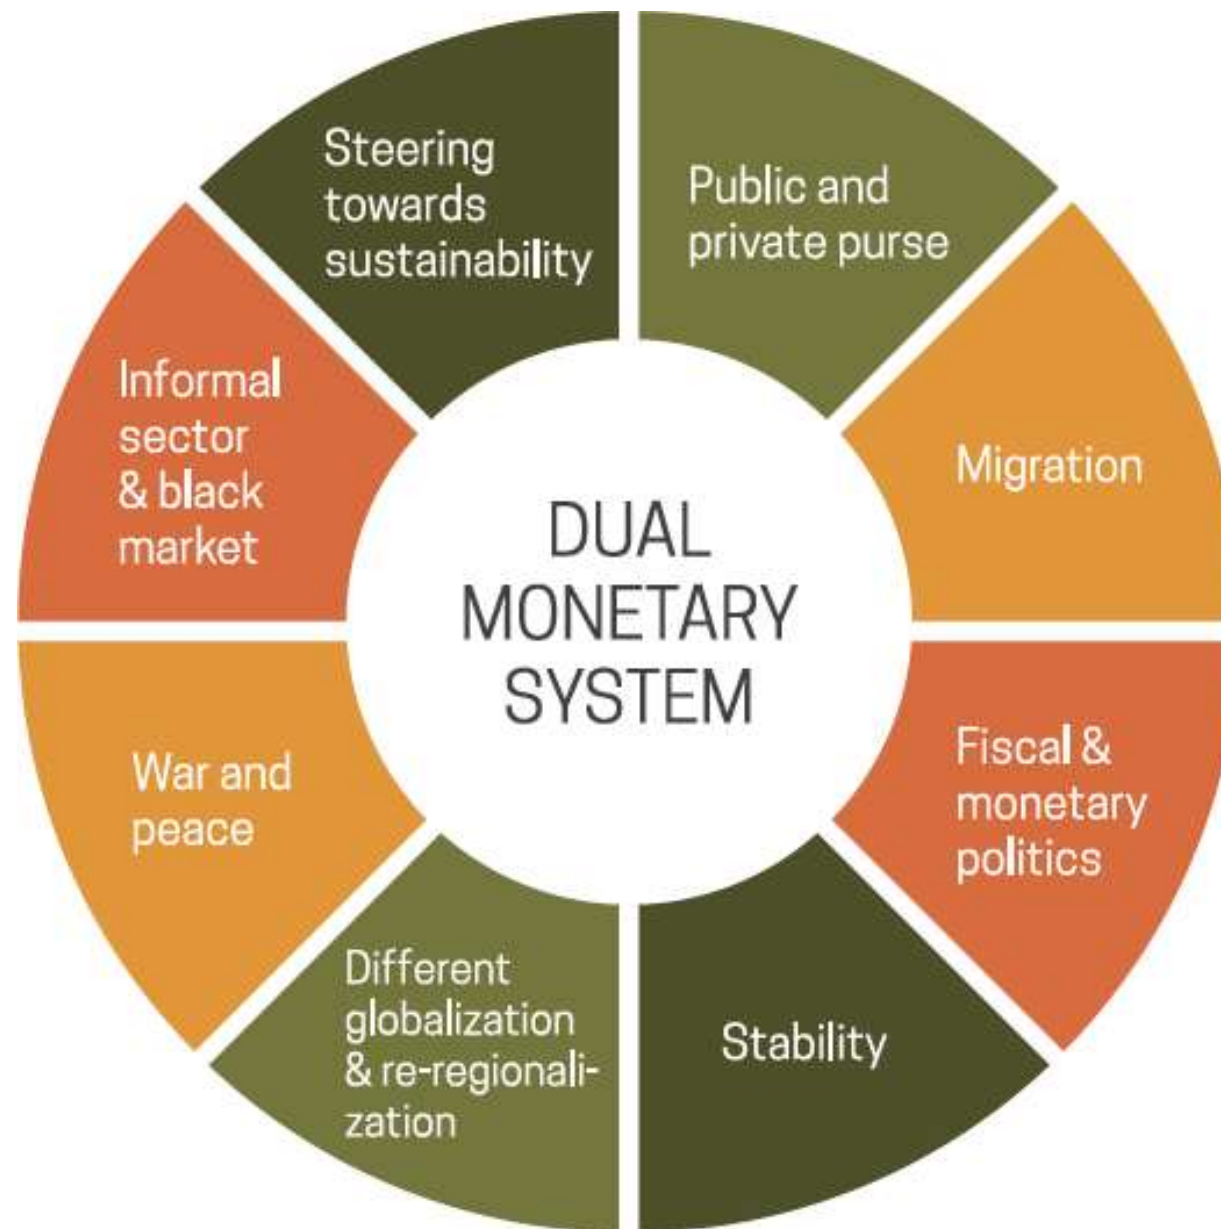 Steering
towards
sustainability
Public and
private purse
Informal
sector
& black
market
Migration
DUAL
MONETARY
SYSTEM
War and
peace
Fiscal &
monetary
politics
Different
globalization
& re-regionali-
zation
Stability